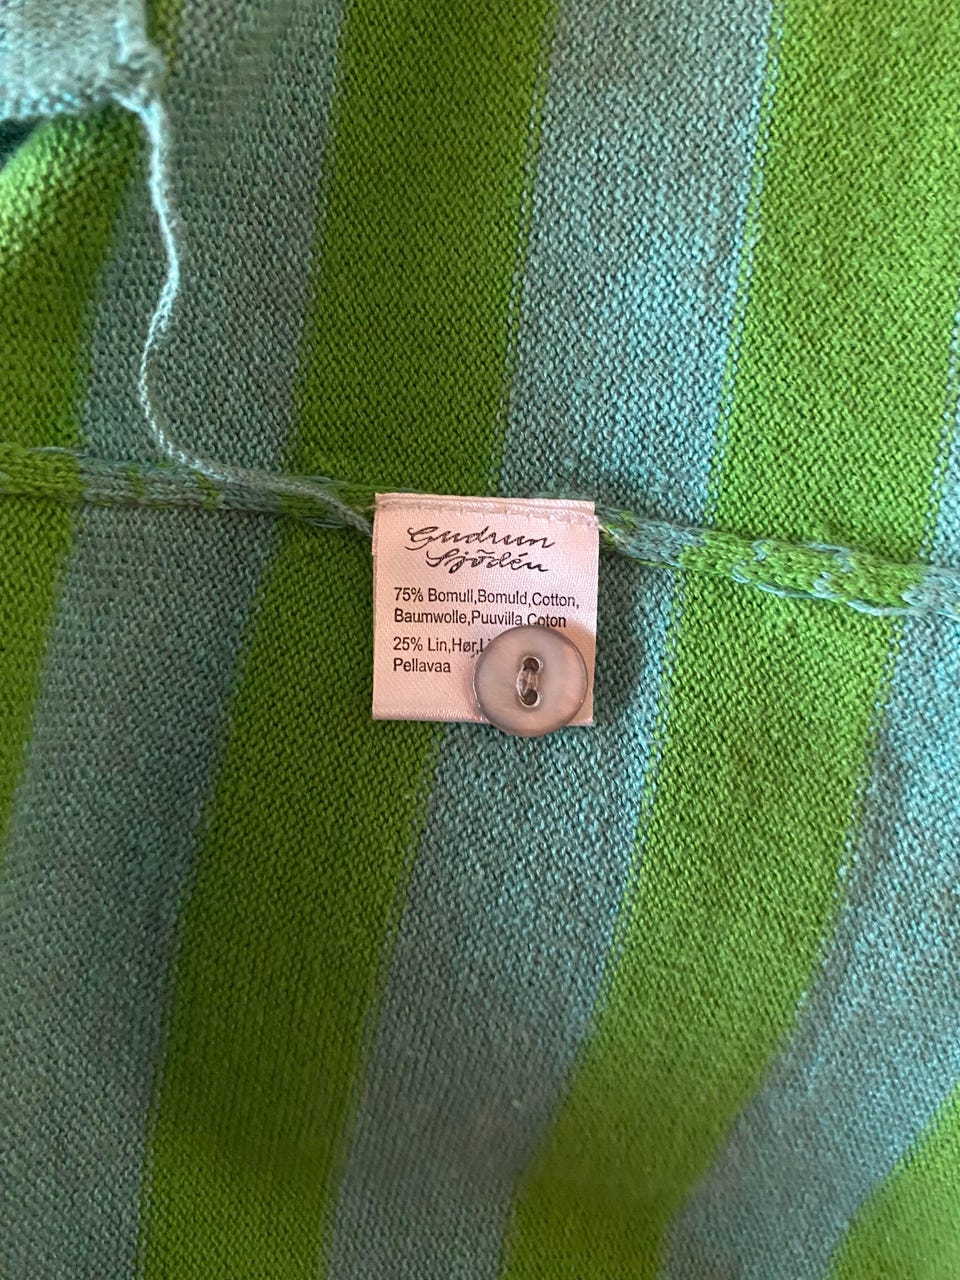 Gudrun
Sjödén
75% Bomull,Bomuld,Cotton,
Baumwolle,Puuvilla,Coton
25% Lin,Hør,
Pellavaa